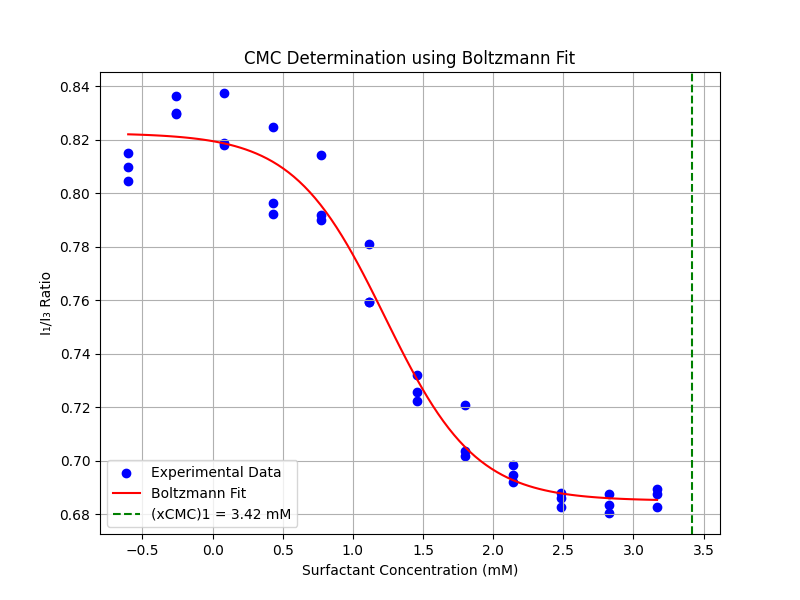 CMC Determination using Boltzmann Fit
0.84
0.82
0.80
0.78
0.76
0.74
0.72
0.70
0.68
I₁/I₃ Ratio
Experimental Data
Boltzmann Fit
(xCMC)1 = 3.42 mM
−0.5 0.0 0.5 1.0 1.5 2.0 2.5 3.0 3.5
Surfactant Concentration (mM)